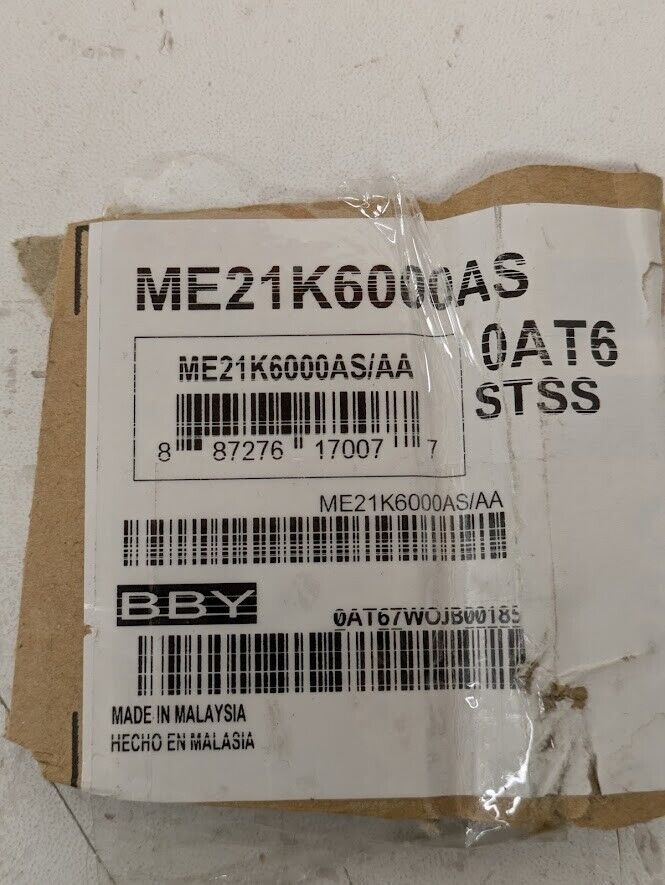 ME21K6000AS
0AT6
STSS
ME21K6000AS/AA
8 87276 17007 7
ME21K6000AS/AA
BBY
0AT67WOJB00185
MADE IN MALAYSIA
HECHO EN MALASIA